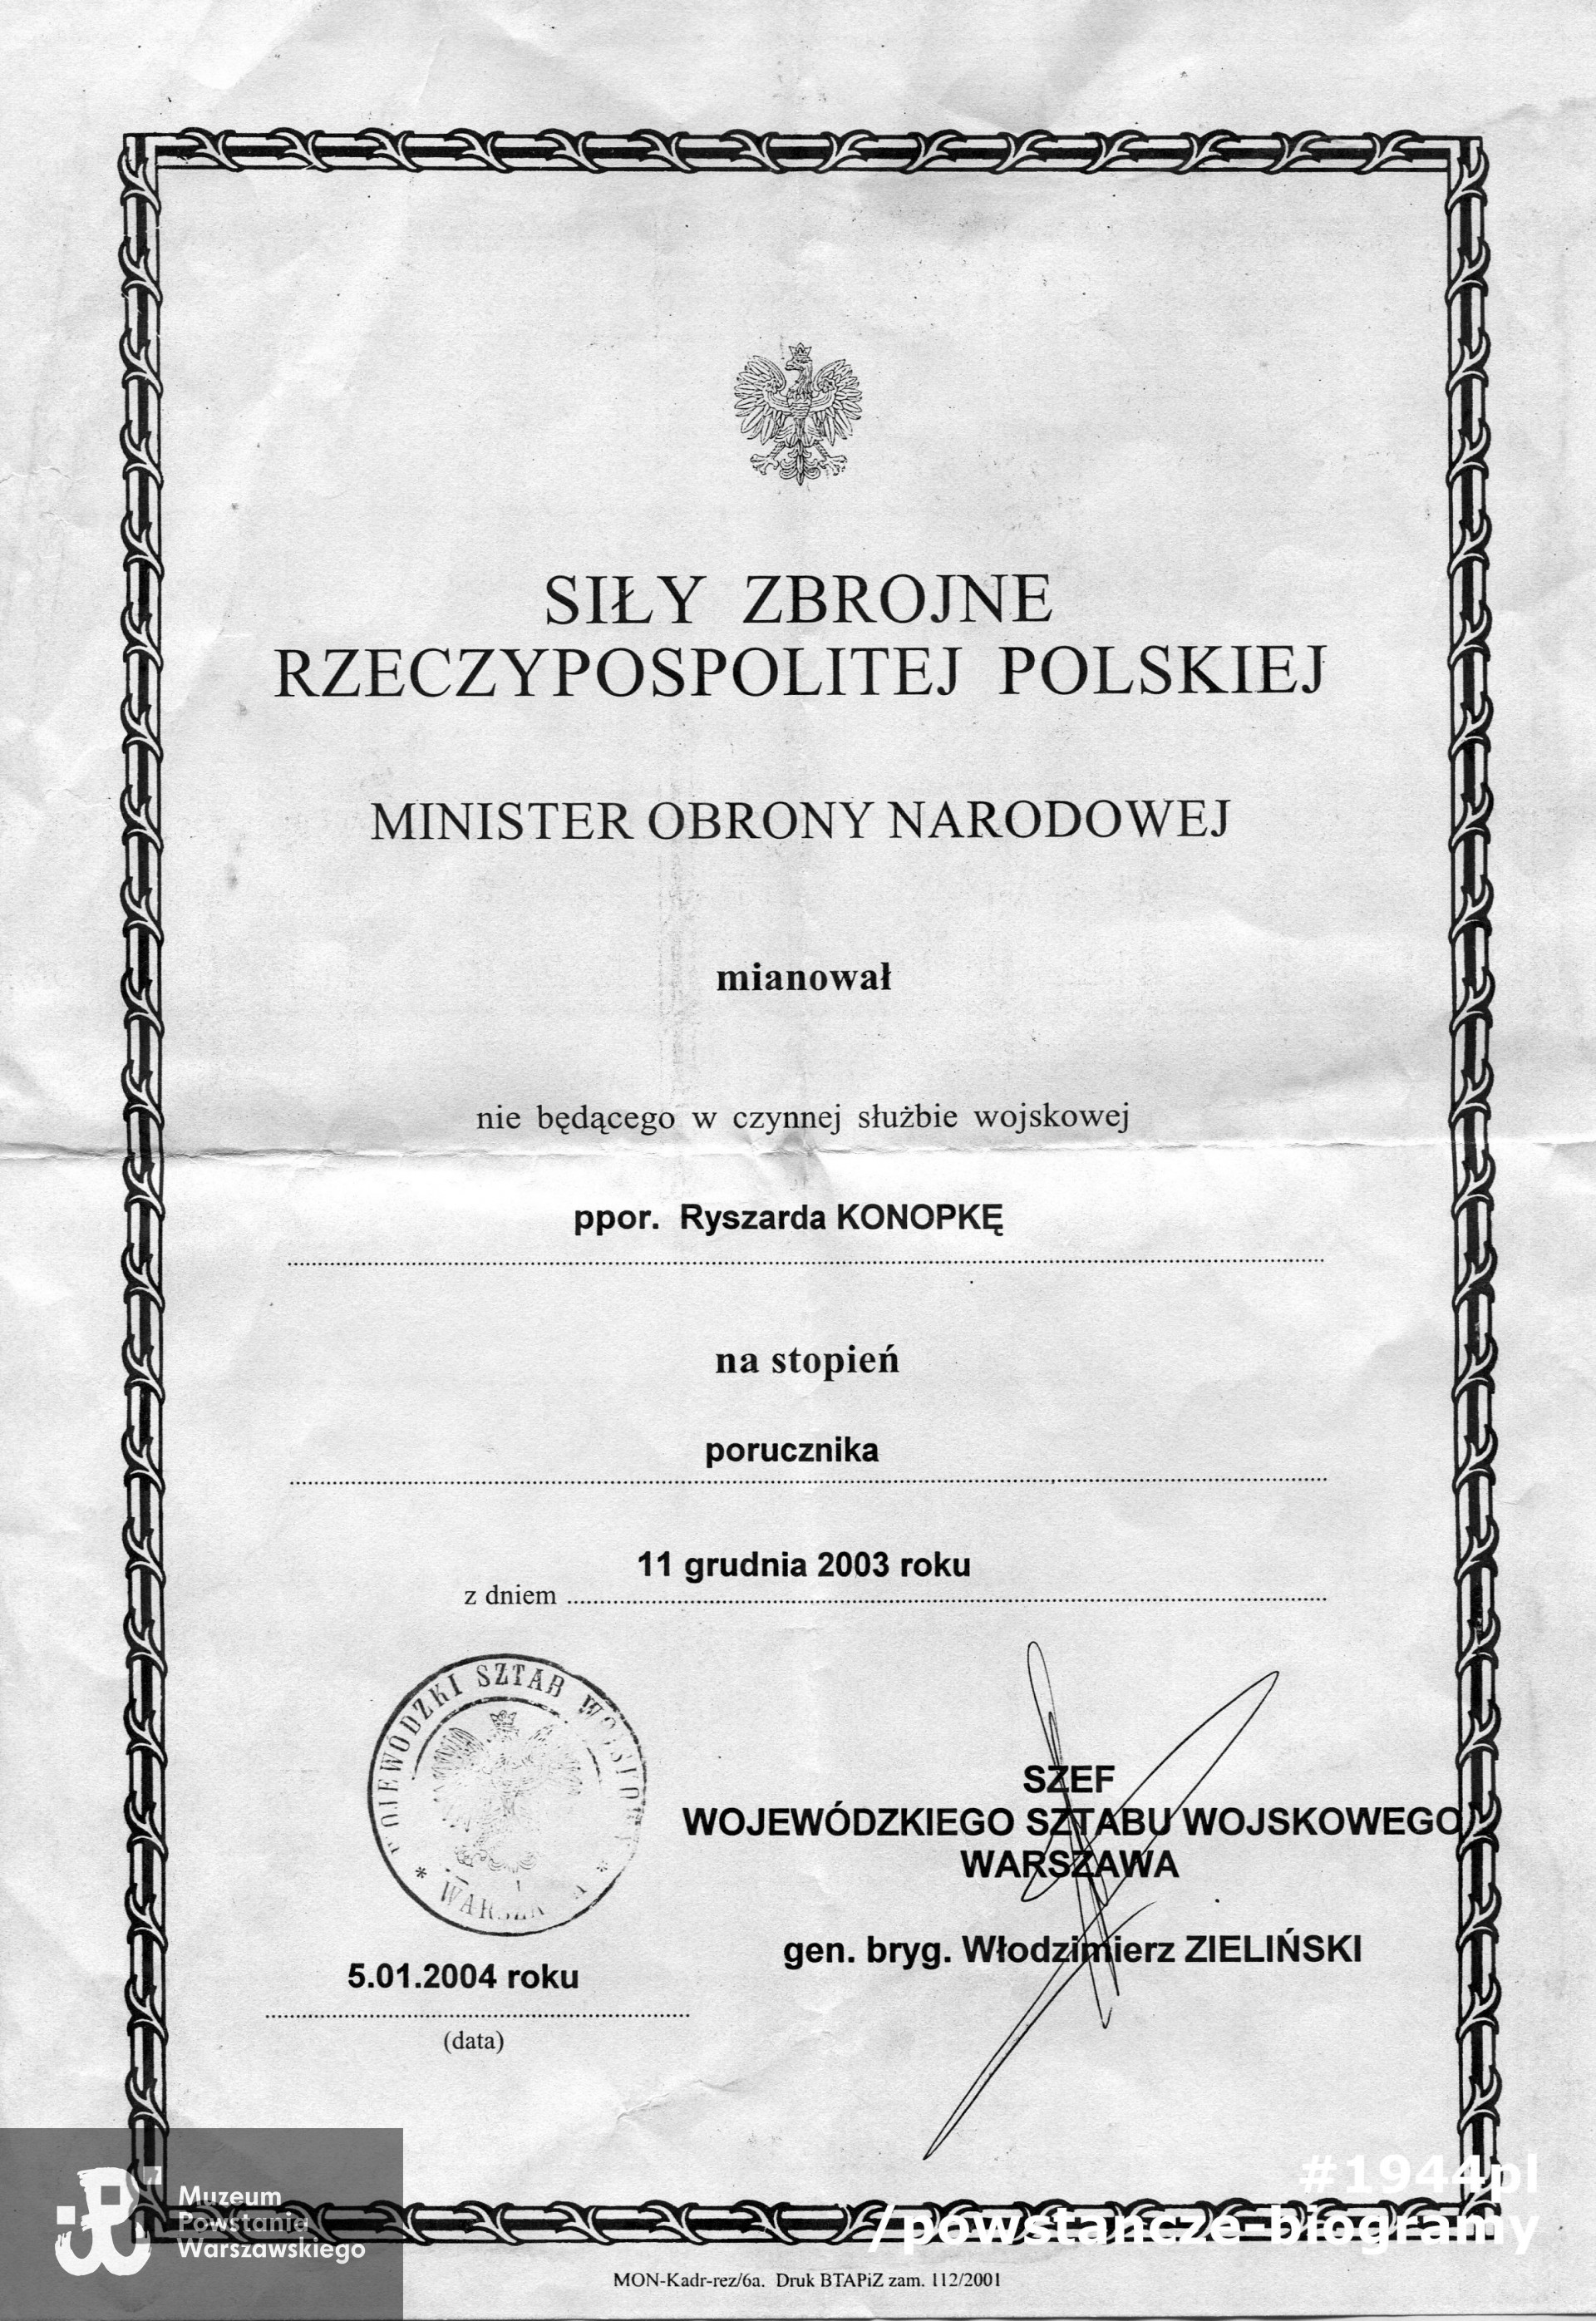 SIŁY ZBROJNE
RZECZYPOSPOLITEJ POLSKIEJ
MINISTER OBRONY NARODOWEJ
mianował
nie będącego w czynnej służbie wojskowej
ppor. Ryszarda KONOPKĘ
na stopień
porucznika
11 grudnia 2003 roku
z dniem
SZTAB
* WARSZ *
SZEF
WOJEWÓDZKIEGO SZTABU WOJSKOWEGO
WARSZAWA
gen. bryg. Włodzimierz ZIELIŃSKI
5.01.2004 roku
(data)
Muzeum
Powstania
Warszawskiego
#1944pl
/powstancze-biogramy
MON-Kadr-rez/6a. Druk BTAPiZ zam. 112/2001